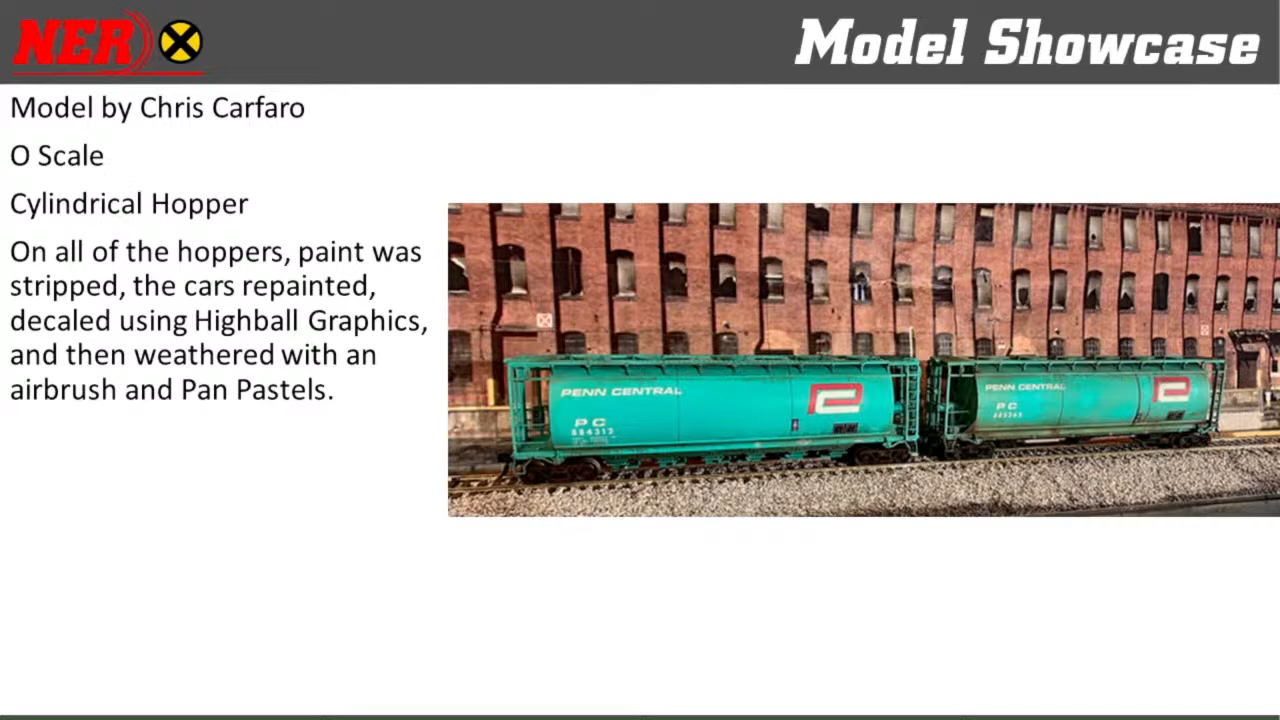 NER
Model Showcase
Model by Chris Carfaro
O Scale
Cylindrical Hopper
On all of the hoppers, paint was
stripped, the cars repainted,
decaled using Highball Graphics,
and then weathered with an
airbrush and Pan Pastels.
PENN CENTRAL
PC
884312
PENN CENTRAL
PC